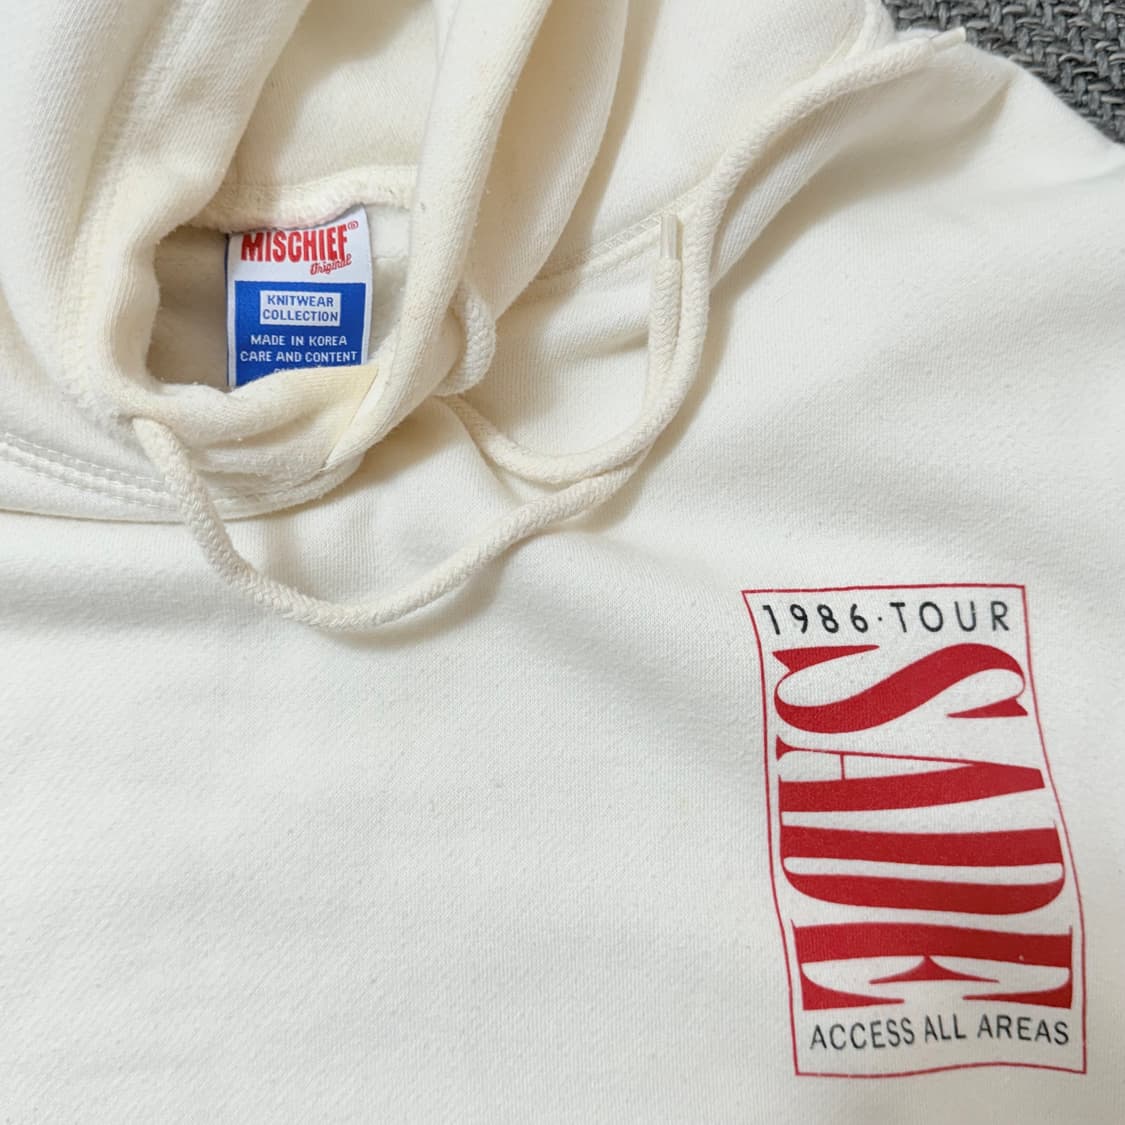 MISCHIEF®
Original
KNITWEAR
COLLECTION
MADE IN KOREA
CARE AND CONTENT
1986·TOUR
SADE
ACCESS ALL AREAS